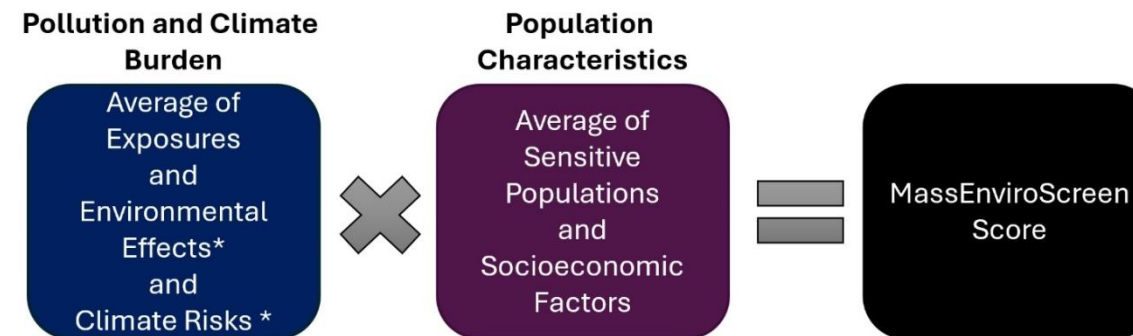 Pollution and Climate
Burden
Average of
Exposures
and
Environmental
Effects*
and
Climate Risks *
Population
Characteristics
Average of
Sensitive
Populations
and
Socioeconomic
Factors
MassEnviroScreen
Score